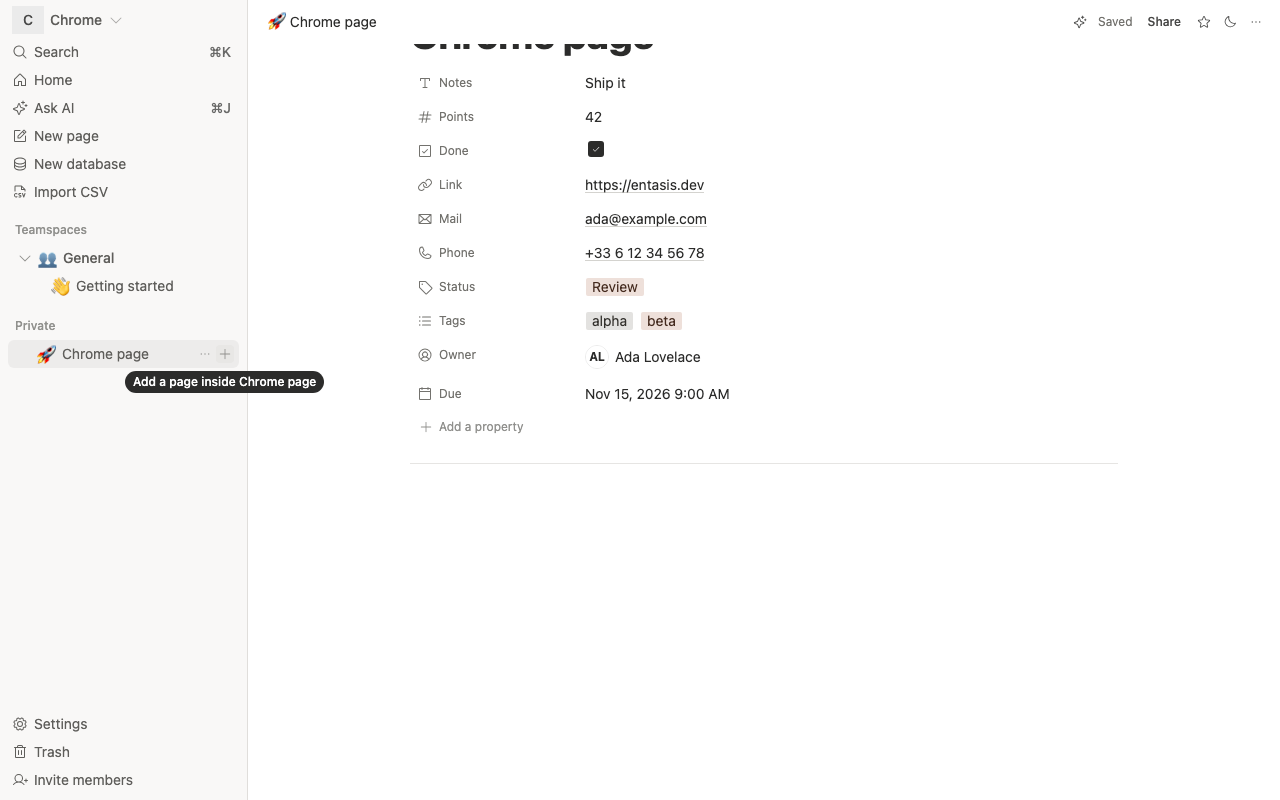 C Chrome
Search ⌘K
Home
Ask AI ⌘J
New page
New database
Import CSV
Teamspaces
General
Getting started
Private
Chrome page
Add a page inside Chrome page
Settings
Trash
Invite members
Chrome page
Saved Share
Chrome page
Notes Ship it
Points 42
Done
Link https://entasis.dev
Mail ada@example.com
Phone +33 6 12 34 56 78
Status Review
Tags alpha beta
Owner AL Ada Lovelace
Due Nov 15, 2026 9:00 AM
Add a property